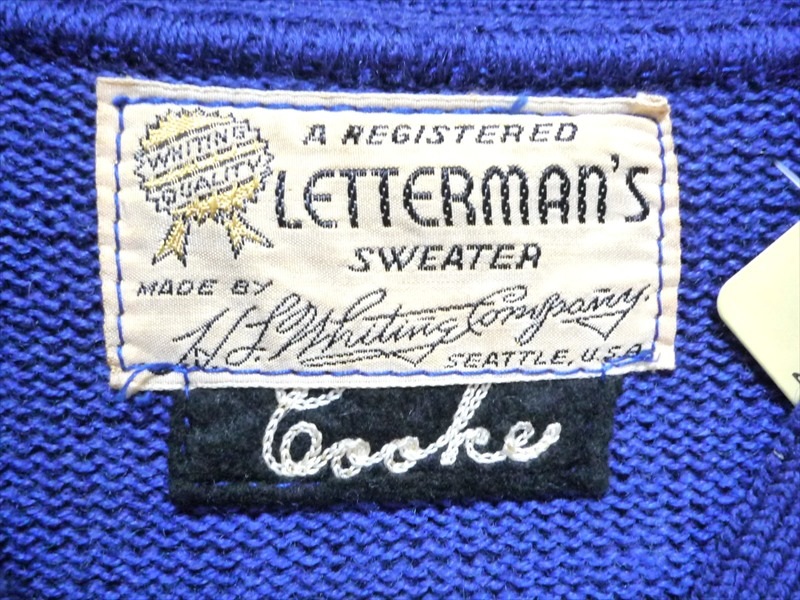 WHITING
QUALITY
A REGISTERED
LETTERMAN'S
SWEATER
MADE BY
H.L. Whiting Company.
SEATTLE, U.S.A.
Cooke